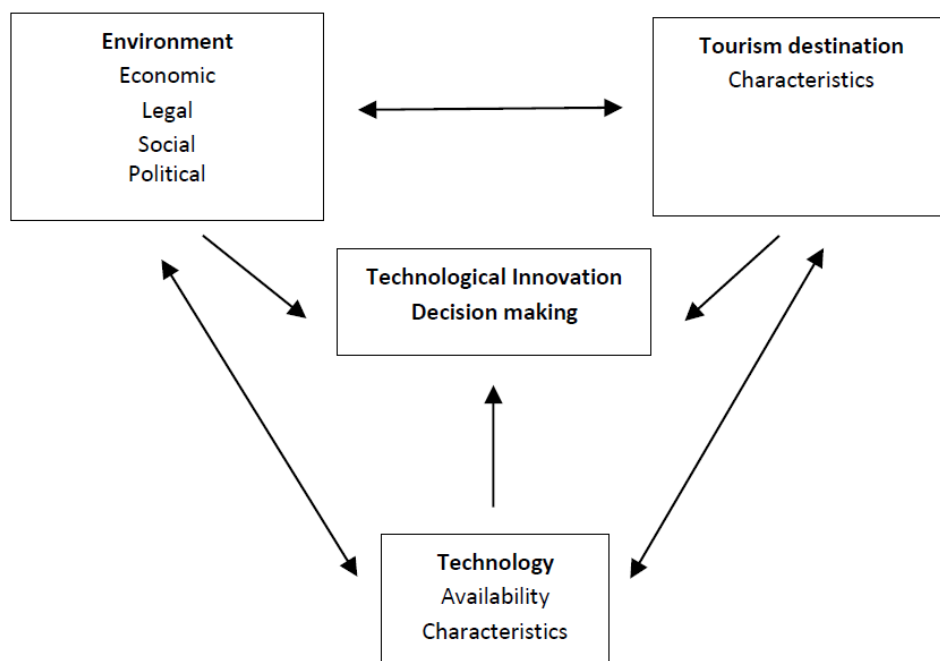 Environment
Economic
Legal
Social
Political
Tourism destination
Characteristics
Technological Innovation
Decision making
Technology
Availability
Characteristics